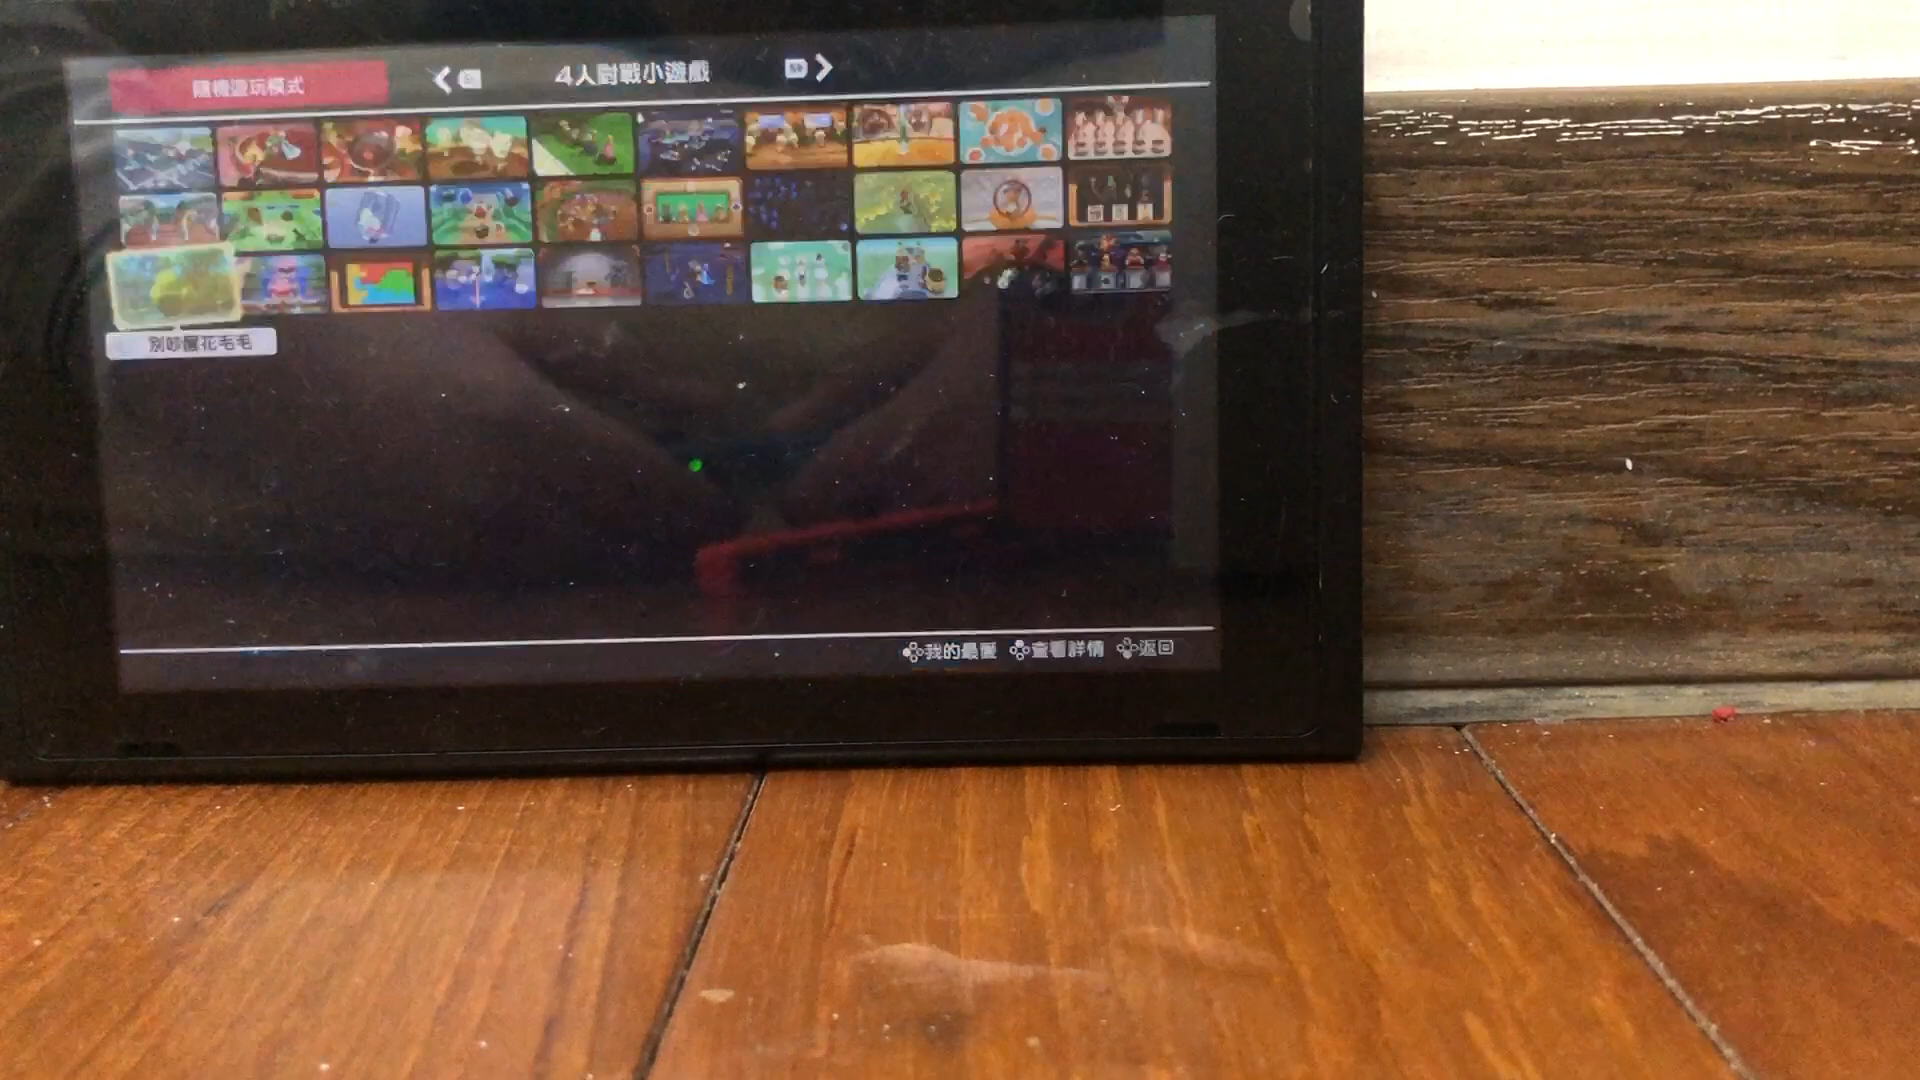 隨機遊玩模式
4人對戰小遊戲
別吵醒花毛毛
我的最愛 查看詳情 返回